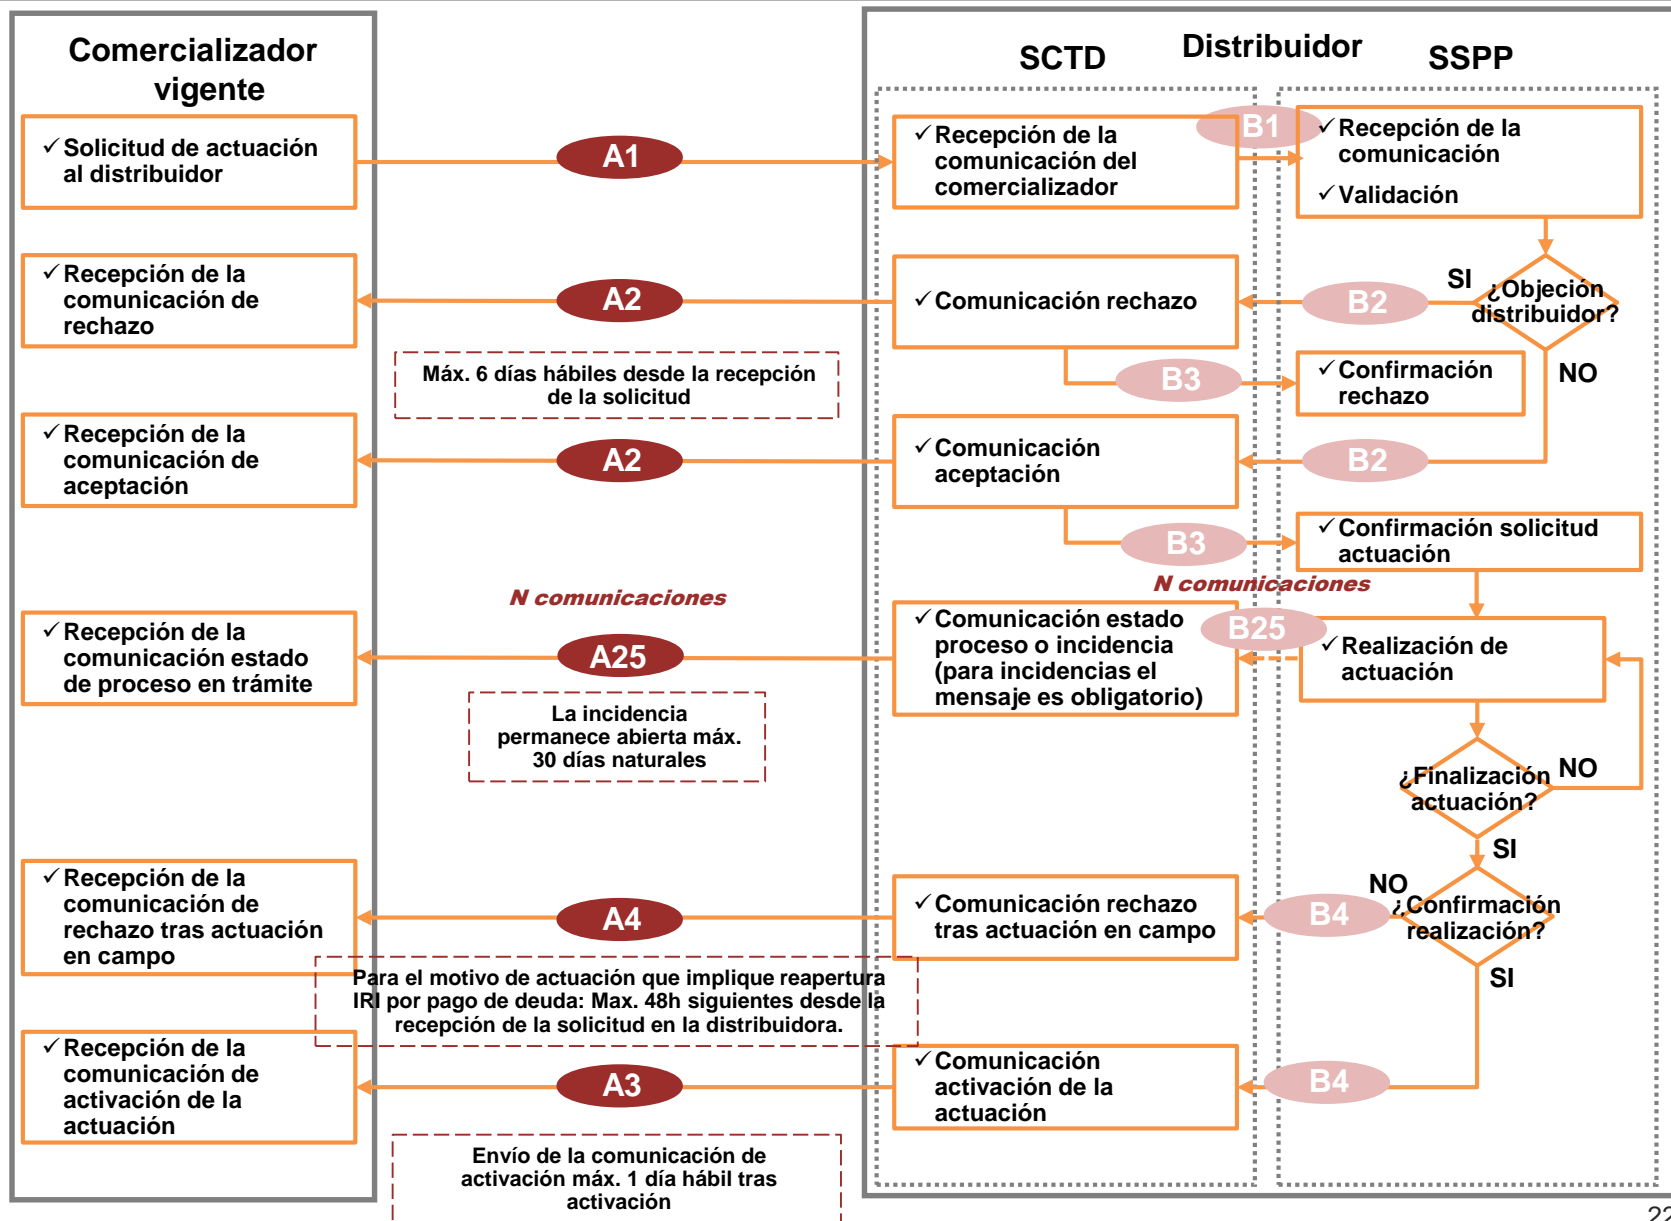 Comercializador
vigente
SCTD
Distribuidor
SSPP
✓ Solicitud de actuación
al distribuidor
A1
✓ Recepción de la
comunicación del
comercializador
B1
✓ Recepción de la
comunicación
✓ Validación
✓ Recepción de la
comunicación de
rechazo
A2
✓ Comunicación rechazo
B2
SI
¿Objeción
distribuidor?
NO
Máx. 6 días hábiles desde la recepción
de la solicitud
B3
✓ Confirmación
rechazo
✓ Recepción de la
comunicación de
aceptación
A2
✓ Comunicación
aceptación
B2
B3
✓ Confirmación solicitud
actuación
N comunicaciones
N comunicaciones
✓ Recepción de la
comunicación estado
de proceso en trámite
A25
✓ Comunicación estado
proceso o incidencia
(para incidencias el
mensaje es obligatorio)
B25
✓ Realización de
actuación
La incidencia
permanece abierta máx.
30 días naturales
¿Finalización
actuación?
NO
SI
✓ Recepción de la
comunicación de
rechazo tras actuación
en campo
A4
✓ Comunicación rechazo
tras actuación en campo
B4
NO
¿Confirmación
realización?
SI
Para el motivo de actuación que implique reapertura
IRI por pago de deuda: Max. 48h siguientes desde la
recepción de la solicitud en la distribuidora.
✓ Recepción de la
comunicación de
activación de la
actuación
A3
✓ Comunicación
activación de la
actuación
B4
Envío de la comunicación de
activación máx. 1 día hábil tras
activación
22